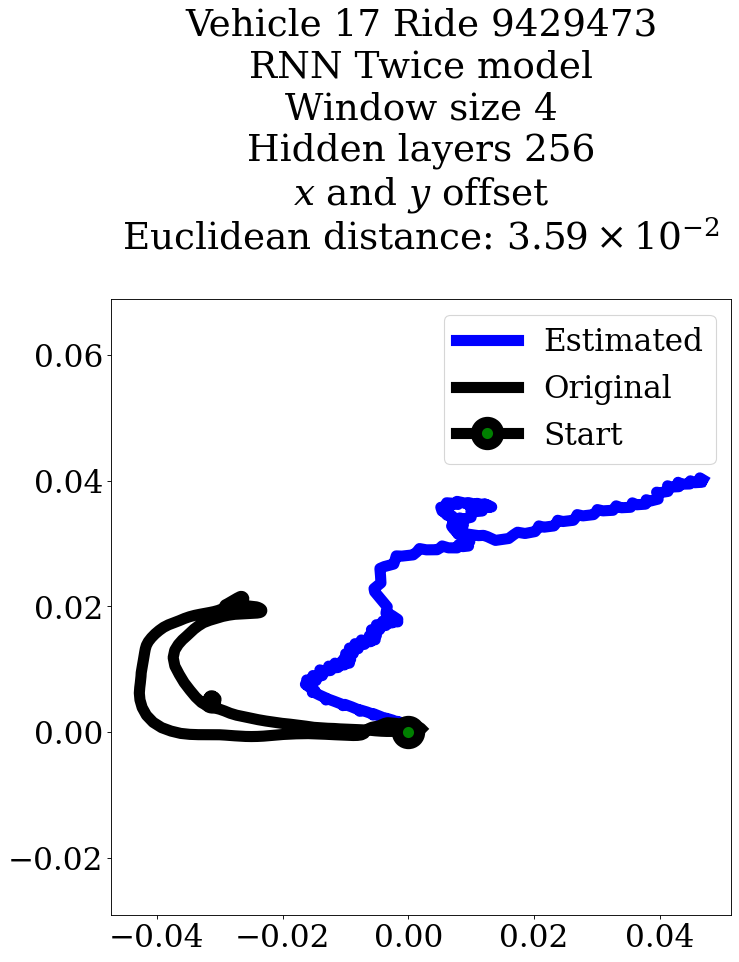 Vehicle 17 Ride 9429473
RNN Twice model
Window size 4
Hidden layers 256
x and y offset
Euclidean distance: 3.59 × 10⁻²
Estimated
Original
Start
0.06
0.04
0.02
0.00
−0.02
−0.04
−0.02
0.00
0.02
0.04